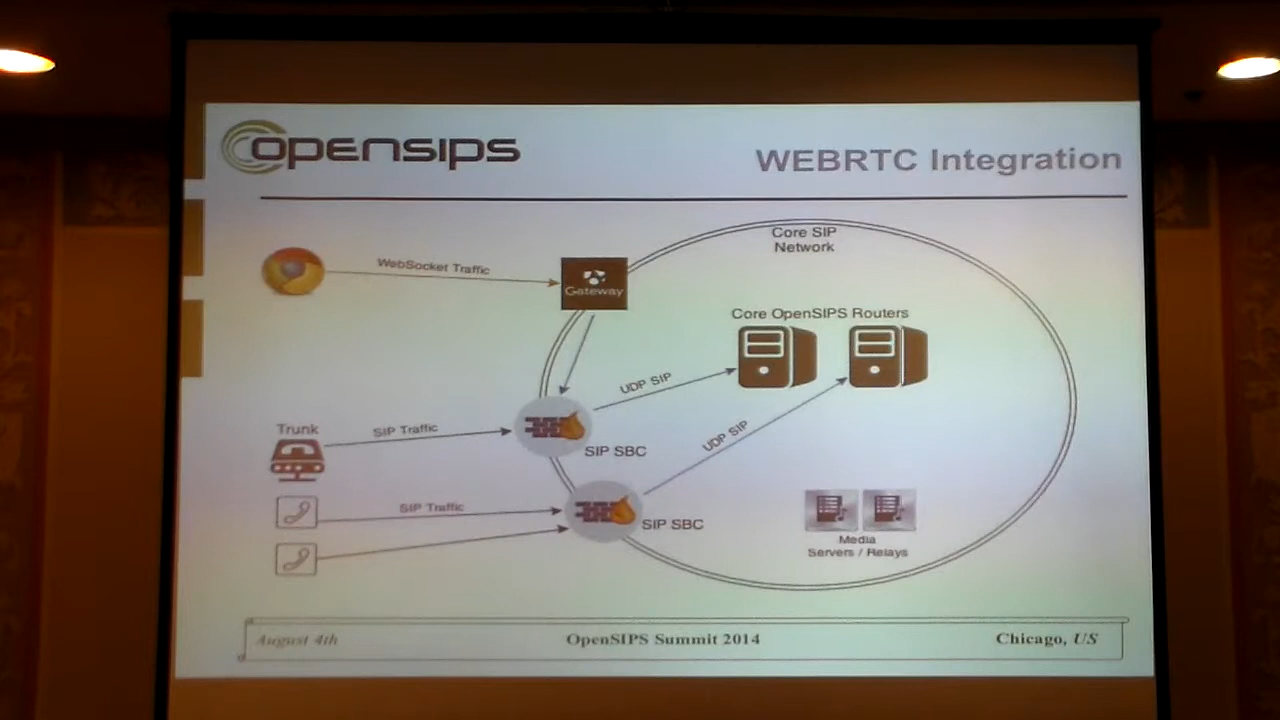 opensips
WEBRTC Integration
Core SIP
Network
WebSocket Traffic
Gateway
Core OpenSIPS Routers
UDP SIP
Trunk
SIP Traffic
SIP SBC
UDP SIP
SIP Traffic
SIP SBC
Media
Servers / Relays
August 4th
OpenSIPS Summit 2014
Chicago, US